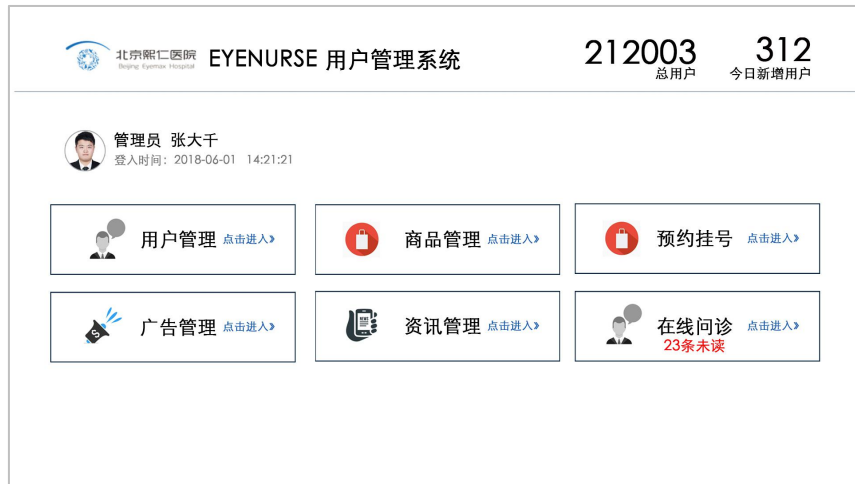 北京熙仁医院
Beijing Eyemax Hospital
EYENURSE 用户管理系统
212003
总用户
312
今日新增用户
管理员 张大千
登入时间：2018-06-01 14:21:21
用户管理 点击进入》
商品管理 点击进入》
预约挂号 点击进入》
广告管理 点击进入》
NEWS
资讯管理 点击进入》
在线问诊 点击进入》
23条未读